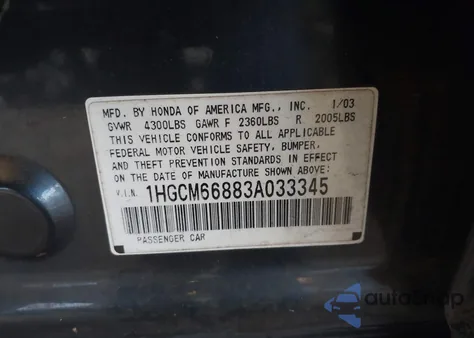 MFD. BY HONDA OF AMERICA MFG., INC. 1/03
GVWR 4300LBS GAWR F 2360LBS R 2005LBS
THIS VEHICLE CONFORMS TO ALL APPLICABLE
FEDERAL MOTOR VEHICLE SAFETY, BUMPER,
AND THEFT PREVENTION STANDARDS IN EFFECT
ON THE DATE OF MANUFACTURE SHOWN ABOVE:
V.I.N. 1HGCM66883A033345
PASSENGER CAR
autosnap